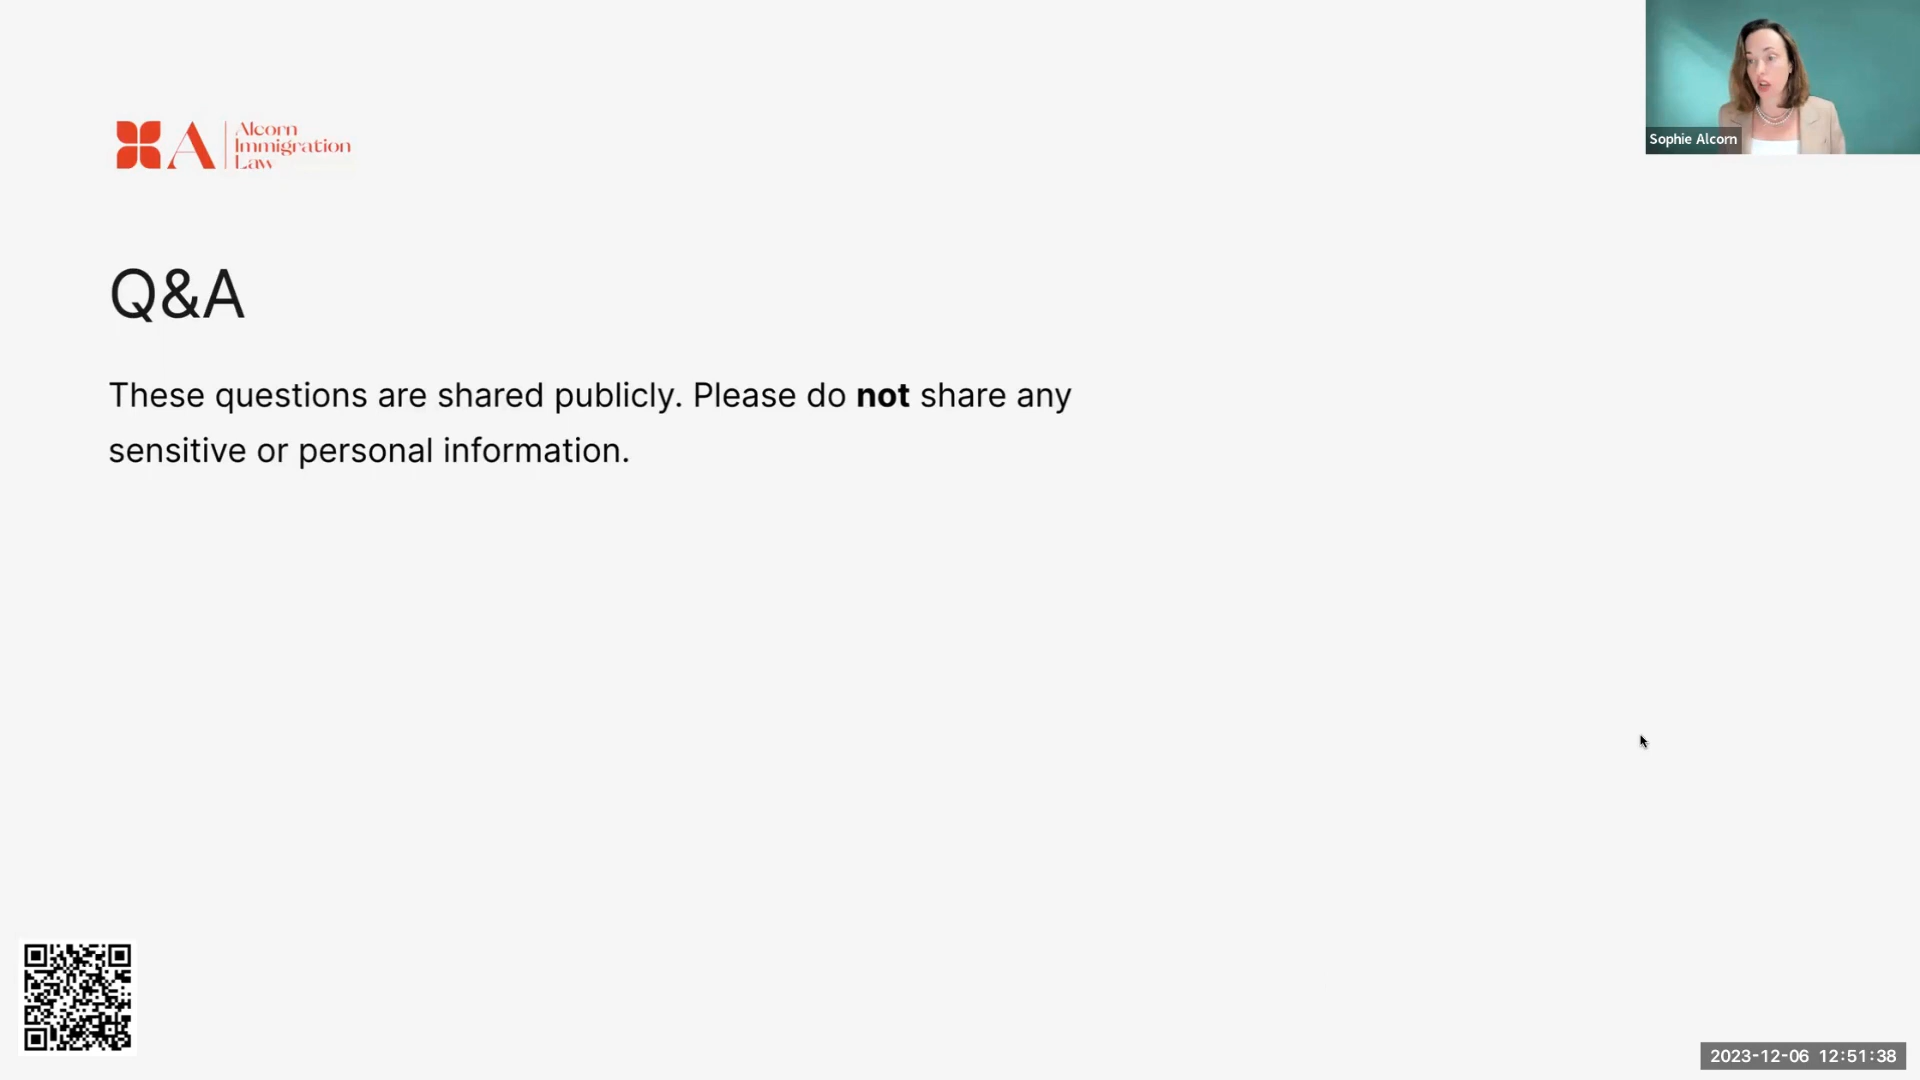 Alcorn
Immigration
Law
Sophie Alcorn
Q&A
These questions are shared publicly. Please do not share any
sensitive or personal information.
2023-12-06 12:51:38